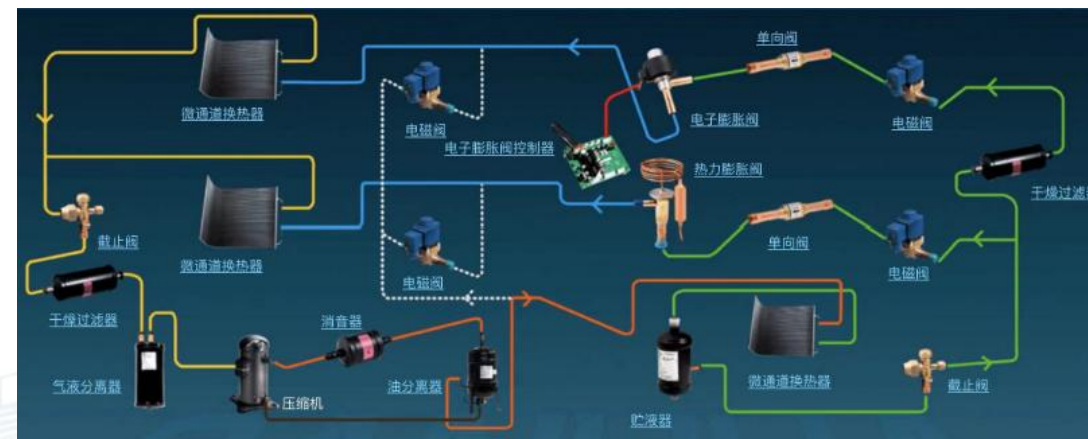 单向阀
微通道换热器
电磁阀
电子膨胀阀控制器
电子膨胀阀
电磁阀
热力膨胀阀
干燥过滤
截止阀
微通道换热器
电磁阀
单向阀
电磁阀
干燥过滤器
消音器
气液分离器
压缩机
油分离器
贮液器
微通道换热器
截止阀